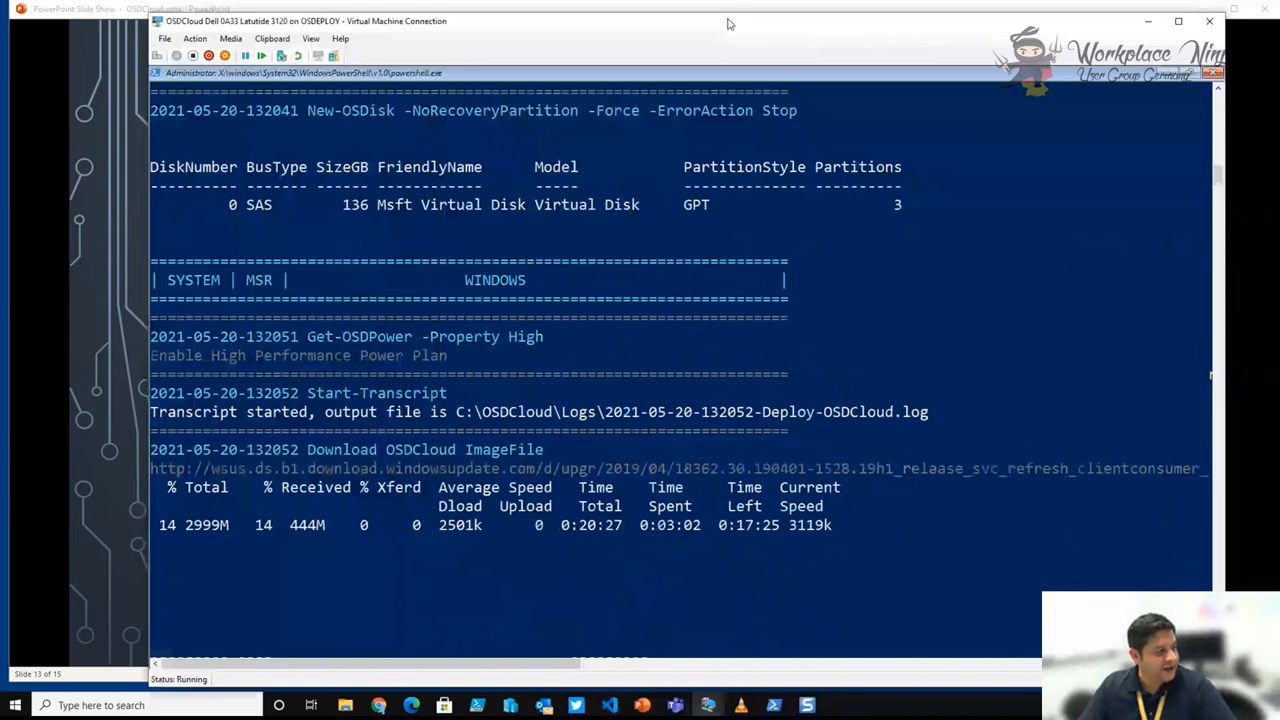 PowerPoint Slide Show - OSDCloud
OSDCloud Dell 0A33 Latutide 3120 on OSDEPLOY - Virtual Machine Connection
File Action Media Clipboard View Help
Workplace Ninja
User Group Germany
Administrator: X:\windows\System32\WindowsPowerShell\v1.0\powershell.exe
=========================================================================
2021-05-20-132041 New-OSDisk -NoRecoveryPartition -Force -ErrorAction Stop
DiskNumber BusType SizeGB FriendlyName Model PartitionStyle Partitions
---------- ------- ------ ------------ ----- -------------- ----------
0 SAS 136 Msft Virtual Disk Virtual Disk GPT 3
=========================================================================
| SYSTEM | MSR | WINDOWS |
=========================================================================
=========================================================================
2021-05-20-132051 Get-OSDPower -Property High
Enable High Performance Power Plan
=========================================================================
2021-05-20-132052 Start-Transcript
Transcript started, output file is C:\OSDCloud\Logs\2021-05-20-132052-Deploy-OSDCloud.log
=========================================================================
2021-05-20-132052 Download OSDCloud ImageFile
http://wsus.ds.b1.download.windowsupdate.com/d/upgr/2019/04/18362.30.190401-1528.19h1_release_svc_refresh_clientconsumer_
% Total % Received % Xferd Average Speed Time Time Time Current
Dload Upload Total Spent Left Speed
14 2999M 14 444M 0 0 2501k 0 0:20:27 0:03:02 0:17:25 3119k
Slide 13 of 15
Status: Running
Type here to search